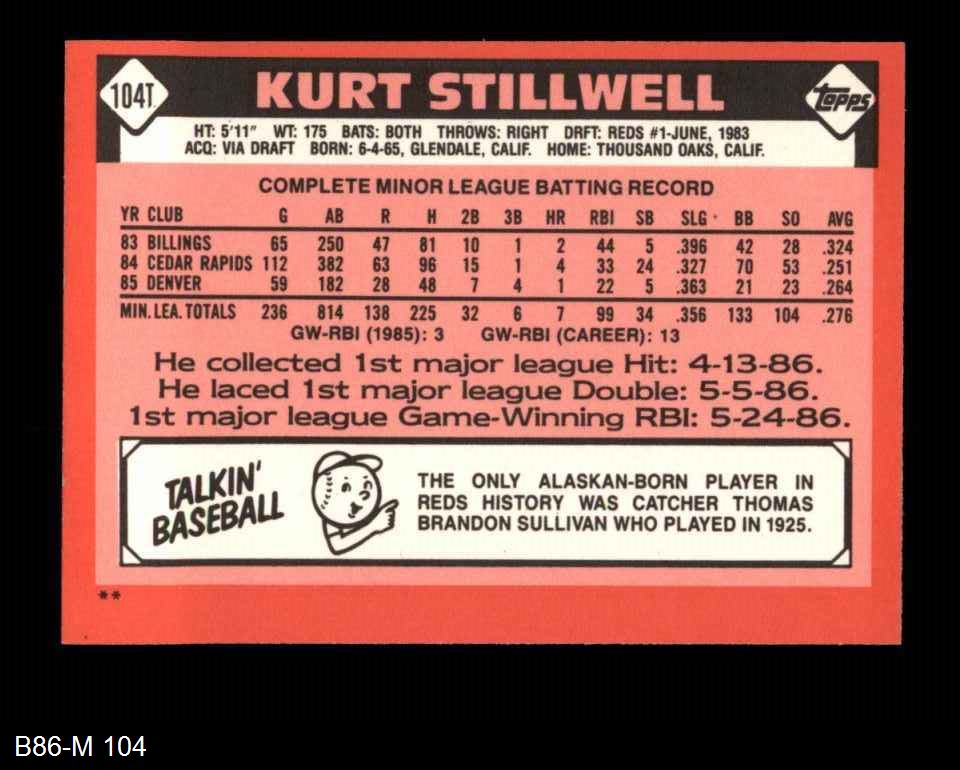 104T
KURT STILLWELL
topps
HT: 5'11" WT: 175 BATS: BOTH THROWS: RIGHT DRFT: REDS #1-JUNE, 1983
ACQ: VIA DRAFT BORN: 6-4-65, GLENDALE, CALIF. HOME: THOUSAND OAKS, CALIF.
COMPLETE MINOR LEAGUE BATTING RECORD
YR CLUB G AB R H 2B 3B HR RBI SB SLG BB SO AVG
83 BILLINGS 65 250 47 81 10 1 2 44 5 .396 42 28 .324
84 CEDAR RAPIDS 112 382 63 96 15 1 4 33 24 .327 70 53 .251
85 DENVER 59 182 28 48 7 4 1 22 5 .363 21 23 .264
MIN. LEA. TOTALS 236 814 138 225 32 6 7 99 34 .356 133 104 .276
GW-RBI (1985): 3 GW-RBI (CAREER): 13
He collected 1st major league Hit: 4-13-86.
He laced 1st major league Double: 5-5-86.
1st major league Game-Winning RBI: 5-24-86.
TALKIN'
BASEBALL
THE ONLY ALASKAN-BORN PLAYER IN
REDS HISTORY WAS CATCHER THOMAS
BRANDON SULLIVAN WHO PLAYED IN 1925.
**
B86-M 104